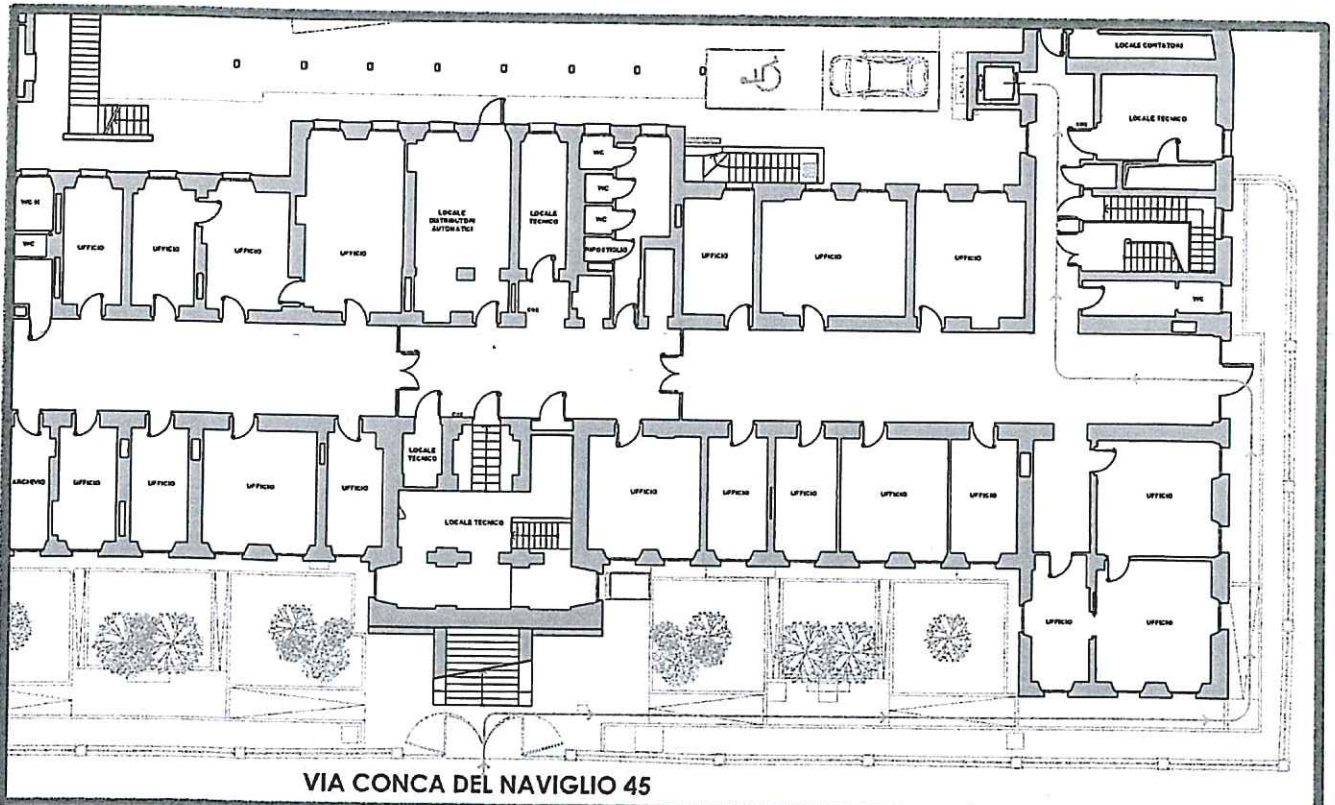 LOCALE CONTATORI
LOCALE TECNICO
WC H
WC
UFFICIO
UFFICIO
UFFICIO
UFFICIO
LOCALE
DISTRIBUTORI
AUTOMATICI
LOCALE
TECNICO
WC
WC
WC
RIPOSTIGLIO
UFFICIO
UFFICIO
UFFICIO
WC
ARCHIVIO
UFFICIO
UFFICIO
UFFICIO
UFFICIO
LOCALE
TECNICO
LOCALE TECNICO
UFFICIO
UFFICIO
UFFICIO
UFFICIO
UFFICIO
UFFICIO
UFFICIO
UFFICIO
VIA CONCA DEL NAVIGLIO 45